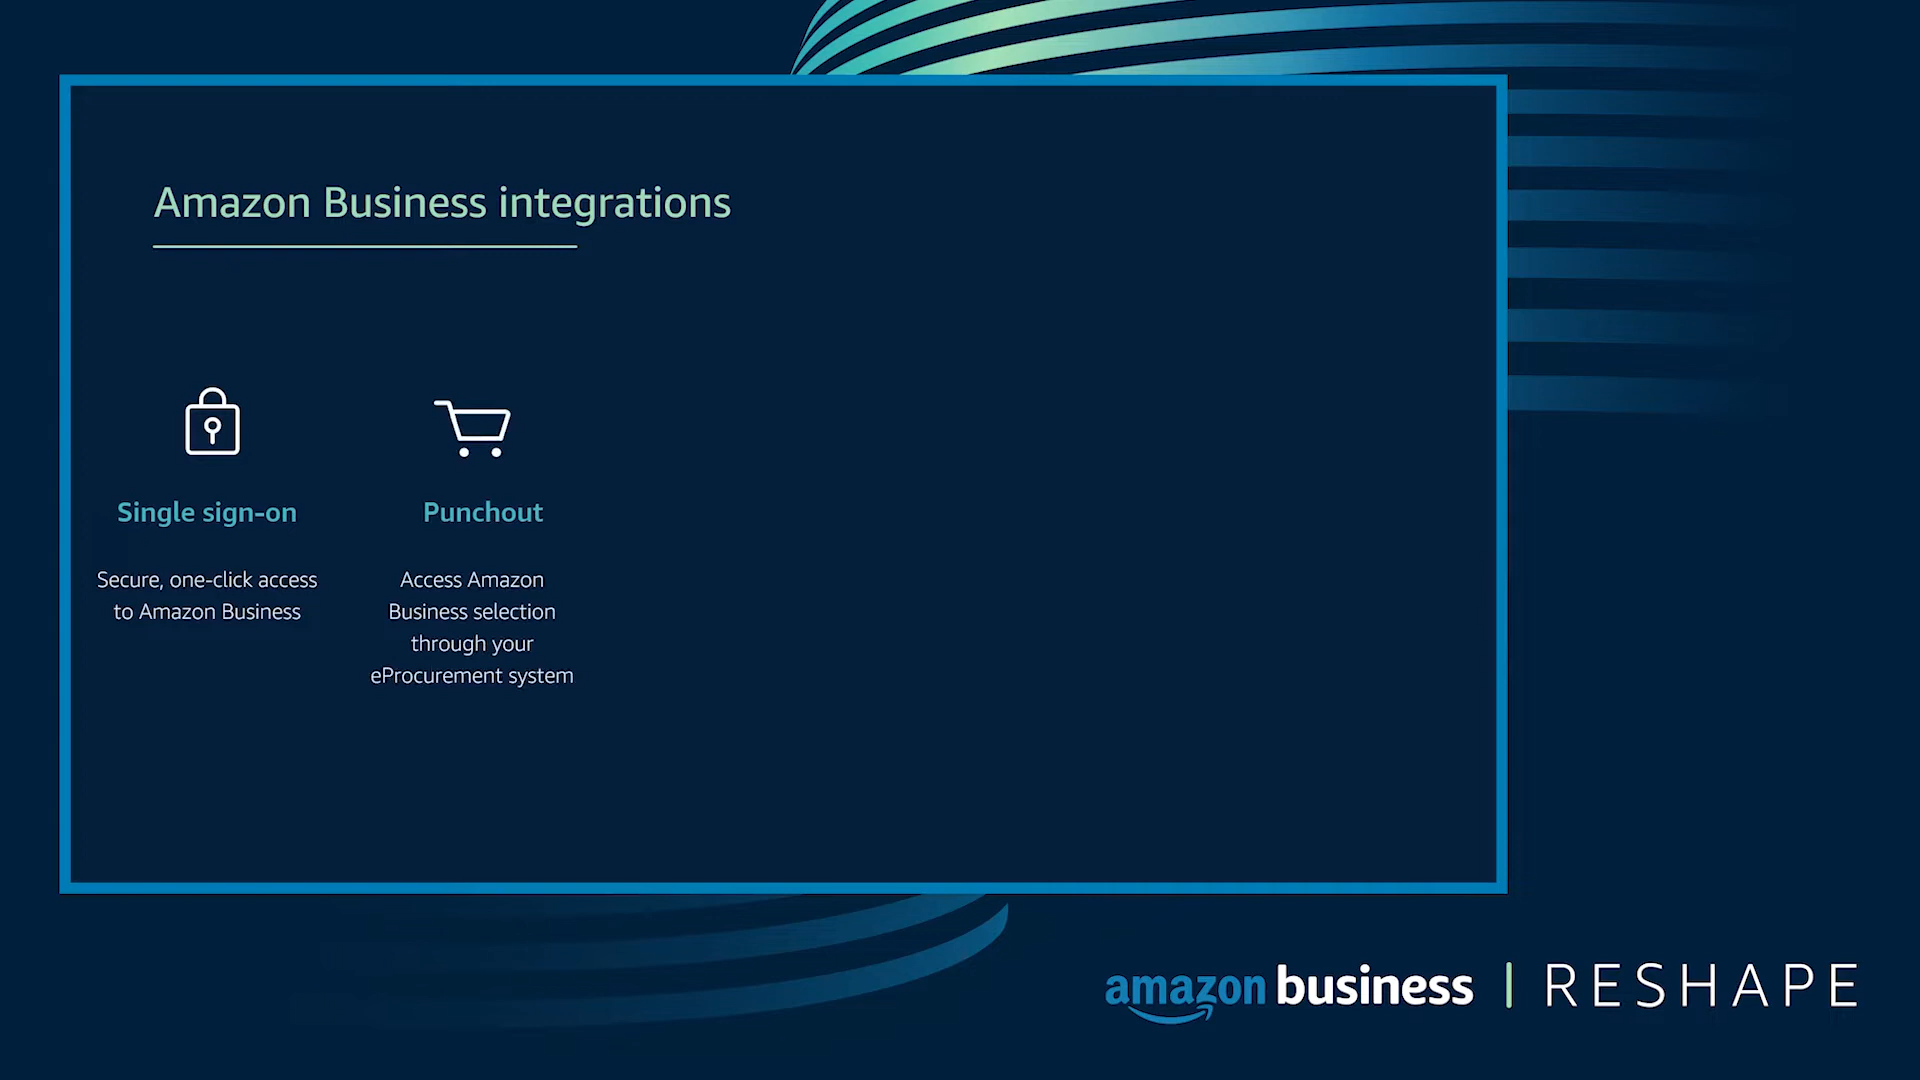 Amazon Business integrations
Single sign-on
Secure, one-click access
to Amazon Business
Punchout
Access Amazon
Business selection
through your
eProcurement system
amazon business | RESHAPE